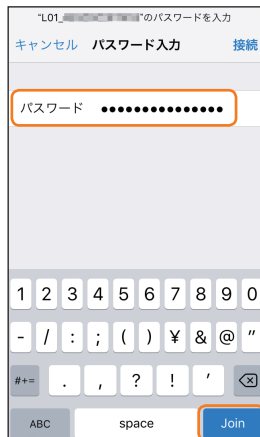 "L01_ "のパスワードを入力
キャンセル パスワード入力 接続
パスワード ●●●●●●●●●●●●●●●
1 2 3 4 5 6 7 8 9 0
- / : ; ( ) ¥ & @ "
#+= . , ? ! ′
ABC space Join